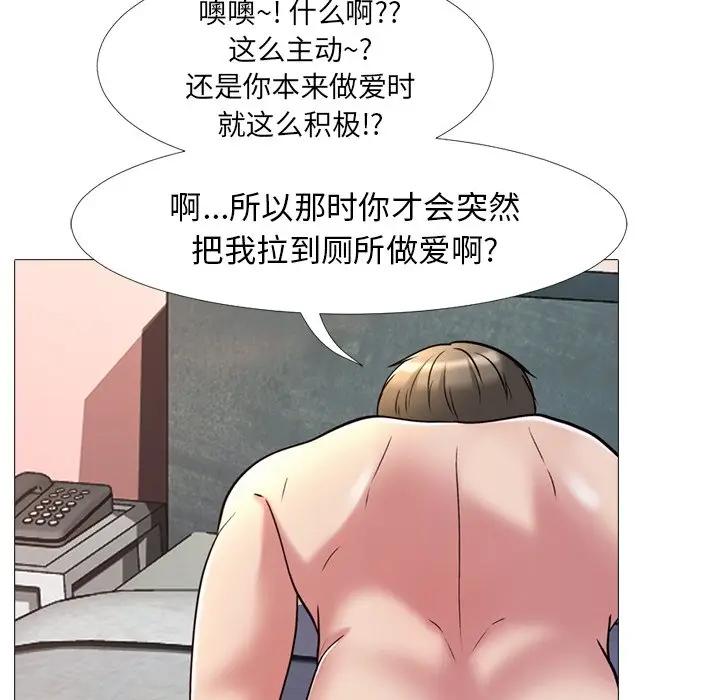 噢噢~! 什么啊??
这么主动~?
还是你本来做爱时
就这么积极!?
啊...所以那时你才会突然
把我拉到厕所做爱啊?